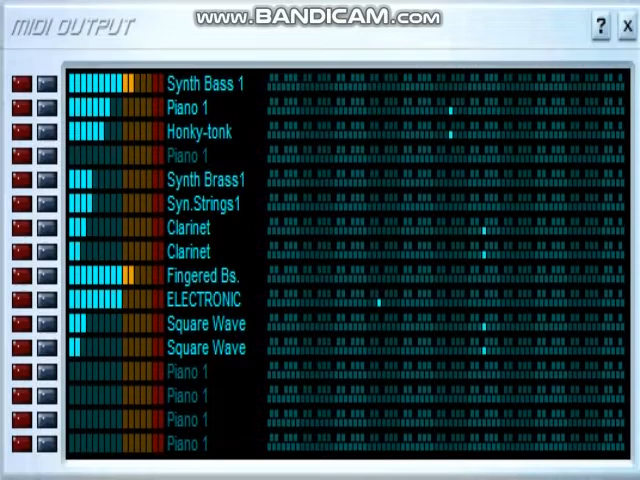 www.BANDICAM.com
MIDI OUTPUT
? X
Synth Bass 1
Piano 1
Honky-tonk
Piano 1
Synth Brass1
Syn.Strings1
Clarinet
Clarinet
Fingered Bs.
ELECTRONIC
Square Wave
Square Wave
Piano 1
Piano 1
Piano 1
Piano 1